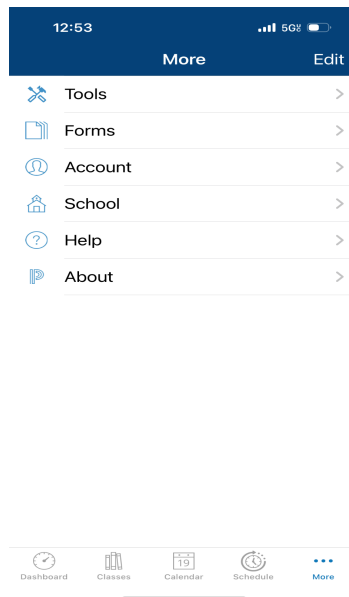 12:53 5G
More Edit
Tools
Forms
Account
School
Help
About
19
Dashboard Classes Calendar Schedule More